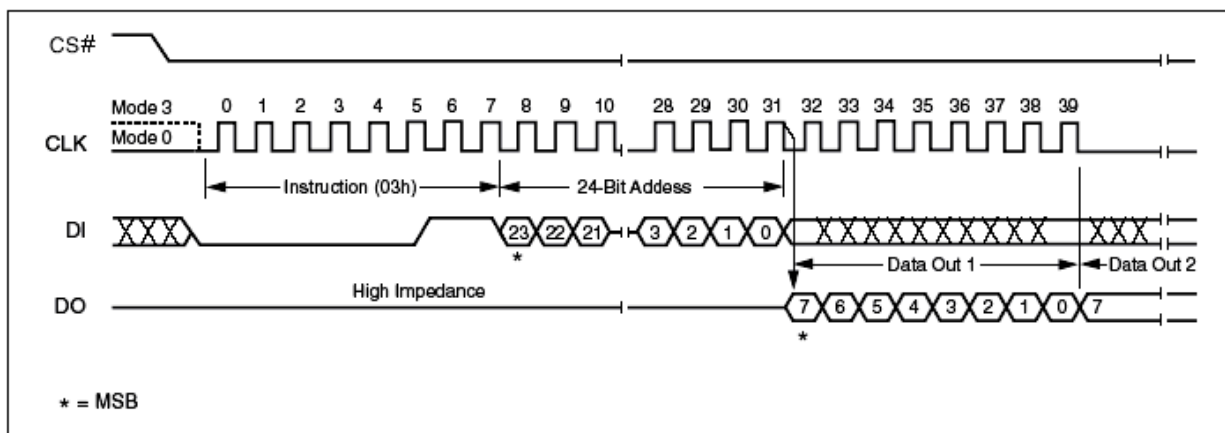 CS#
Mode 3
0 1 2 3 4 5 6 7 8 9 10 28 29 30 31 32 33 34 35 36 37 38 39
Mode 0
CLK
Instruction (03h) 24-Bit Addess
DI 23 22 21 3 2 1 0
*
Data Out 1 Data Out 2
High Impedance
DO 7 6 5 4 3 2 1 0 7
*
* = MSB